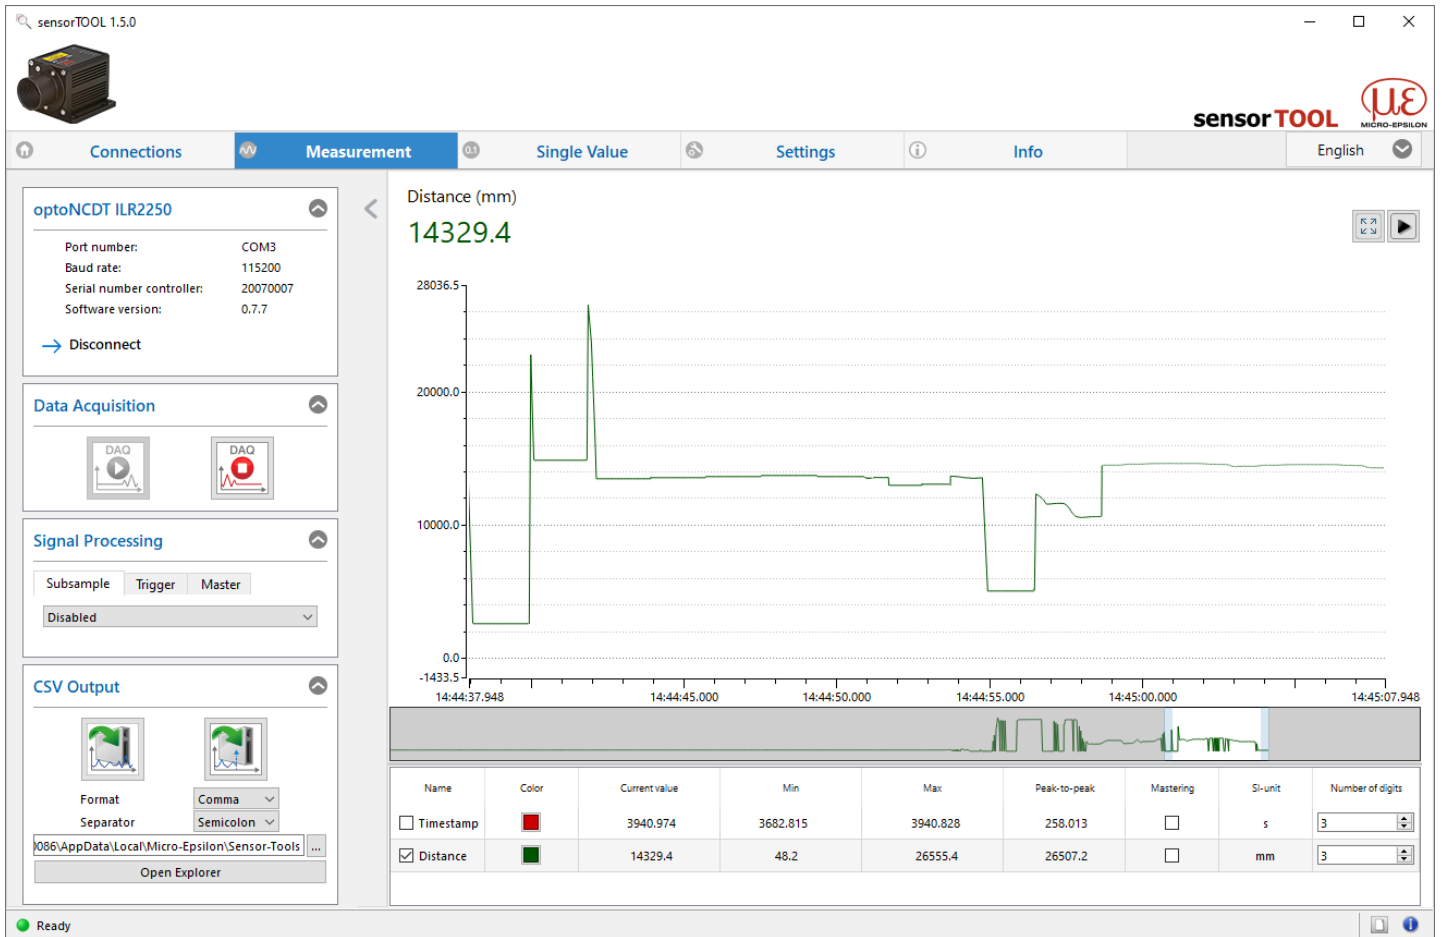 sensorTOOL 1.5.0
sensorTOOL
με
MICRO-EPSILON
Connections
Measurement
0.1
Single Value
Settings
Info
English
optoNCDT ILR2250
Port number: COM3
Baud rate: 115200
Serial number controller: 20070007
Software version: 0.7.7
Disconnect
Data Acquisition
DAQ DAQ
Signal Processing
Subsample Trigger Master
Disabled
CSV Output
Format Comma
Separator Semicolon
086\AppData\Local\Micro-Epsilon\Sensor-Tools ...
Open Explorer
Distance (mm)
14329.4
28036.5
20000.0
10000.0
0.0
-1433.5
14:44:37.948 14:44:45.000 14:44:50.000 14:44:55.000 14:45:00.000 14:45:07.948
Name Color Current value Min Max Peak-to-peak Mastering SI-unit Number of digits
Timestamp 3940.974 3682.815 3940.828 258.013 s 3
Distance 14329.4 48.2 26555.4 26507.2 mm 3
Ready